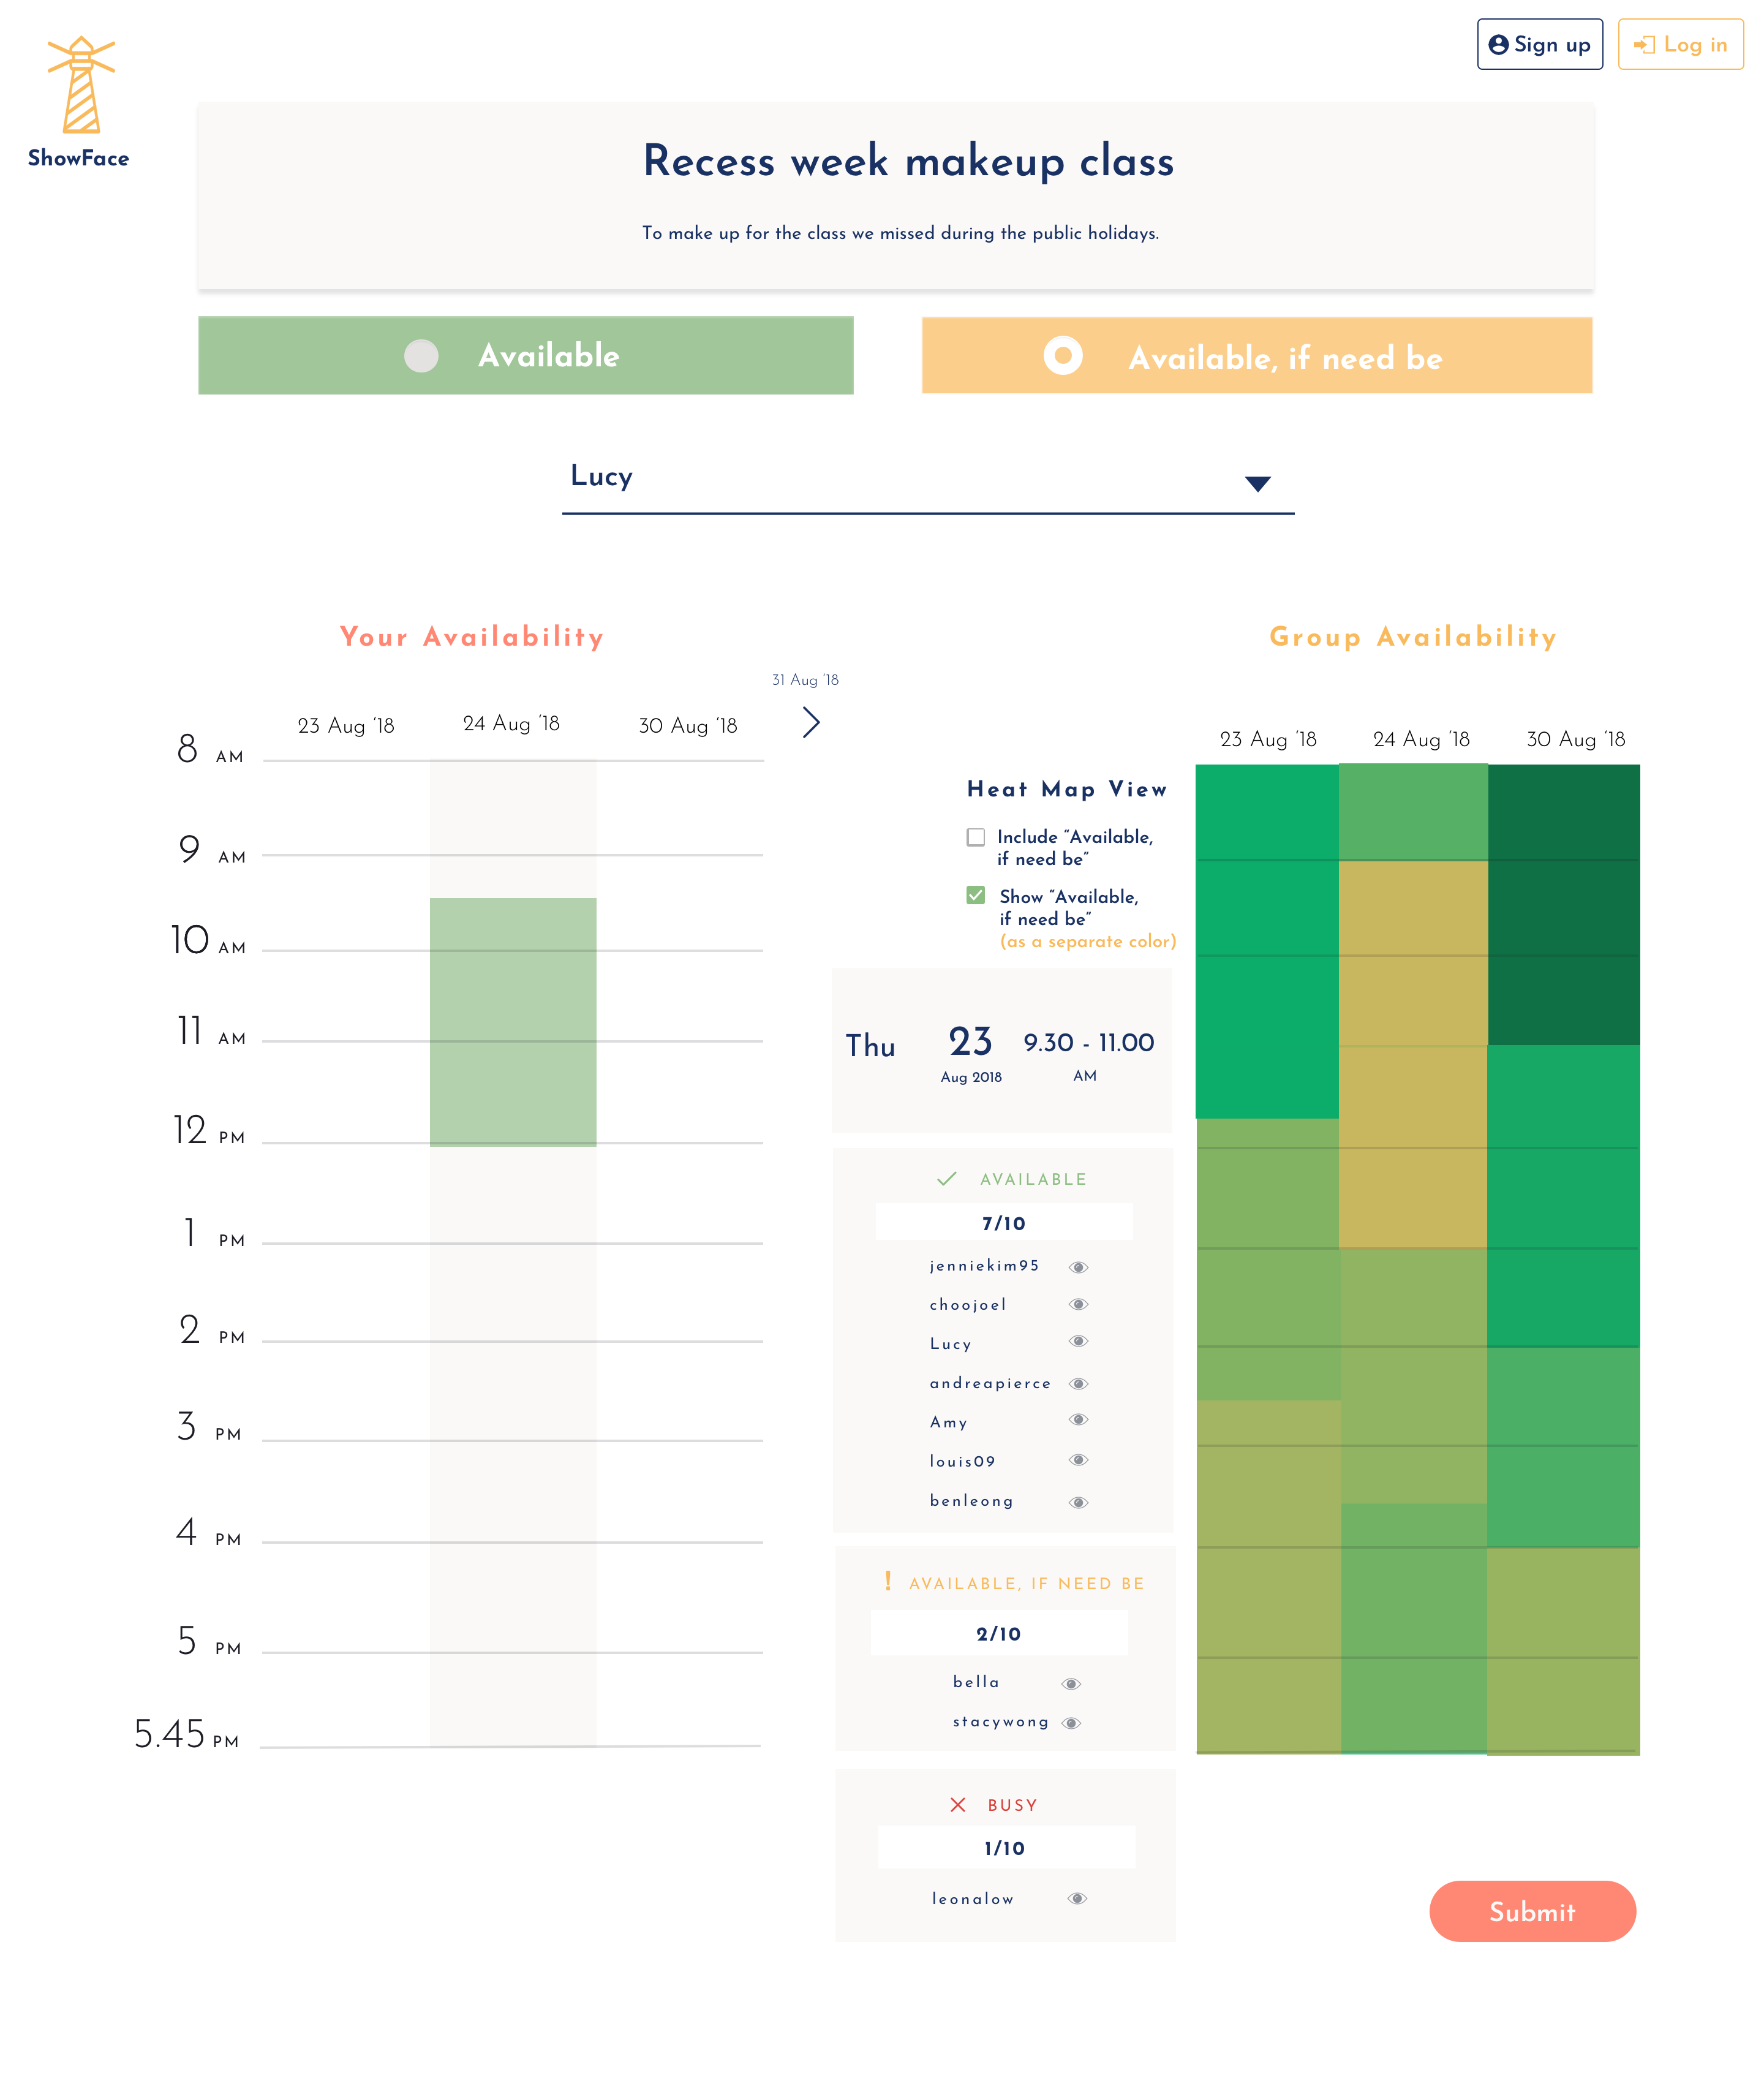 Sign up
Log in
ShowFace
Recess week makeup class
To make up for the class we missed during the public holidays.
Available
Available, if need be
Lucy
Your Availability
31 Aug '18
23 Aug '18
24 Aug '18
30 Aug '18
8 AM
9 AM
10 AM
11 AM
12 PM
1 PM
2 PM
3 PM
4 PM
5 PM
5.45 PM
Heat Map View
Include "Available,
if need be"
Show "Available,
if need be"
(as a separate color)
Thu
23
Aug 2018
9.30 - 11.00
AM
AVAILABLE
7/10
jenniekim95
choojoel
Lucy
andreapierce
Amy
louis09
benleong
! AVAILABLE, IF NEED BE
2/10
bella
stacywong
BUSY
1/10
leonalow
Group Availability
23 Aug '18
24 Aug '18
30 Aug '18
Submit